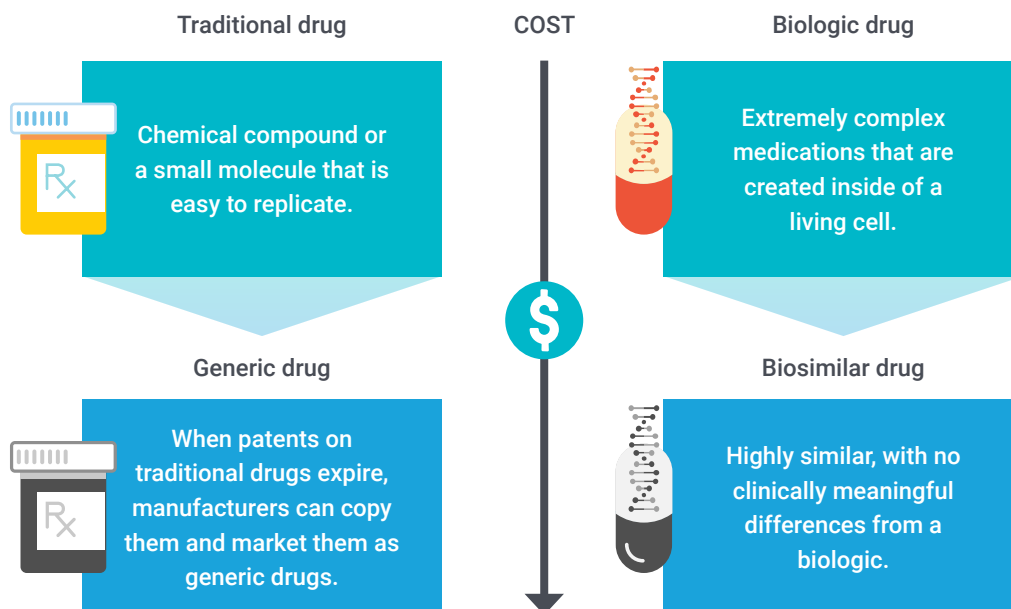 Traditional drug
COST
Biologic drug
Chemical compound or
a small molecule that is
easy to replicate.
Rx
Extremely complex
medications that are
created inside of a
living cell.
$
Generic drug
Biosimilar drug
When patents on
traditional drugs expire,
manufacturers can copy
them and market them as
generic drugs.
Rx
Highly similar, with no
clinically meaningful
differences from a
biologic.